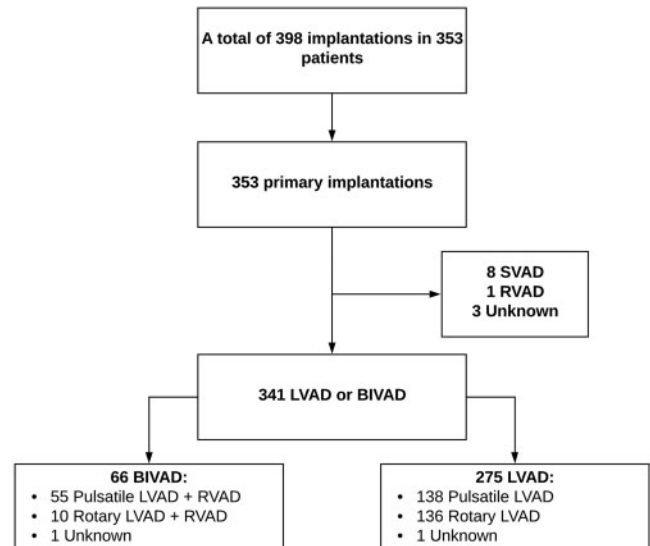 A total of 398 implantations in 353
patients
353 primary implantations
8 SVAD
1 RVAD
3 Unknown
341 LVAD or BIVAD
66 BIVAD:
• 55 Pulsatile LVAD + RVAD
• 10 Rotary LVAD + RVAD
• 1 Unknown
275 LVAD:
• 138 Pulsatile LVAD
• 136 Rotary LVAD
• 1 Unknown